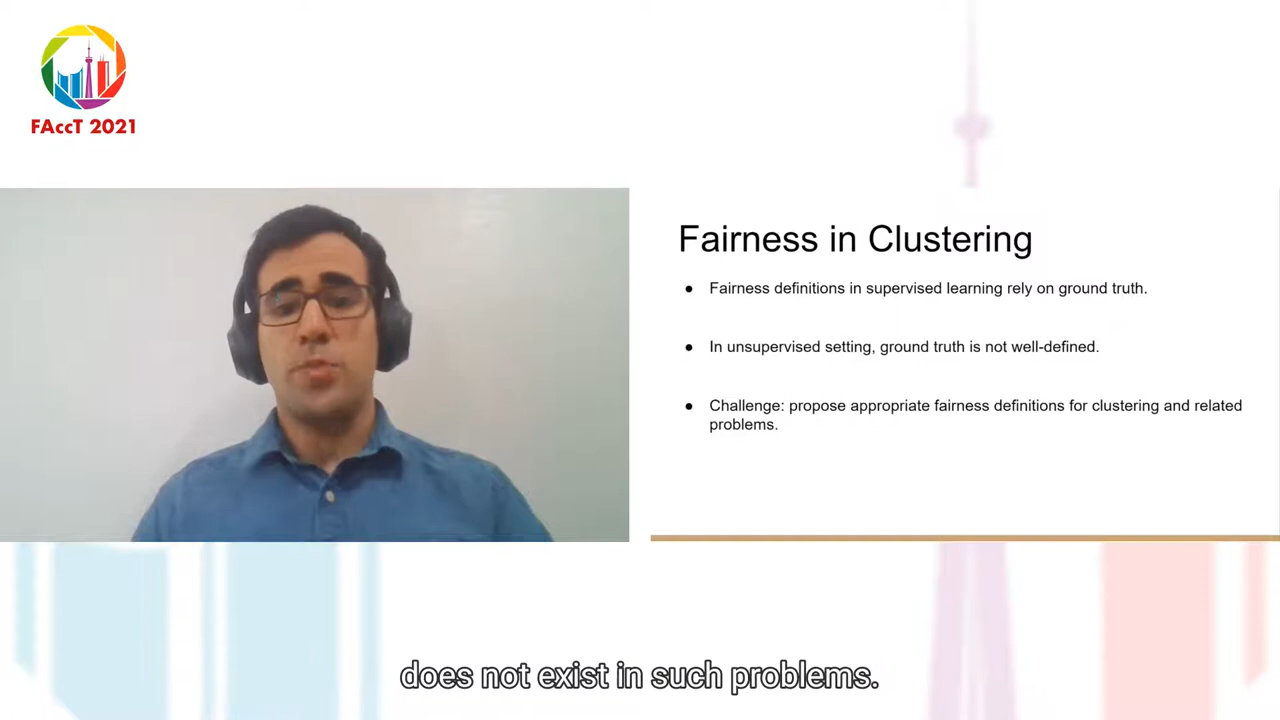 FAccT 2021
Fairness in Clustering
● Fairness definitions in supervised learning rely on ground truth.
● In unsupervised setting, ground truth is not well-defined.
● Challenge: propose appropriate fairness definitions for clustering and related
problems.
does not exist in such problems.